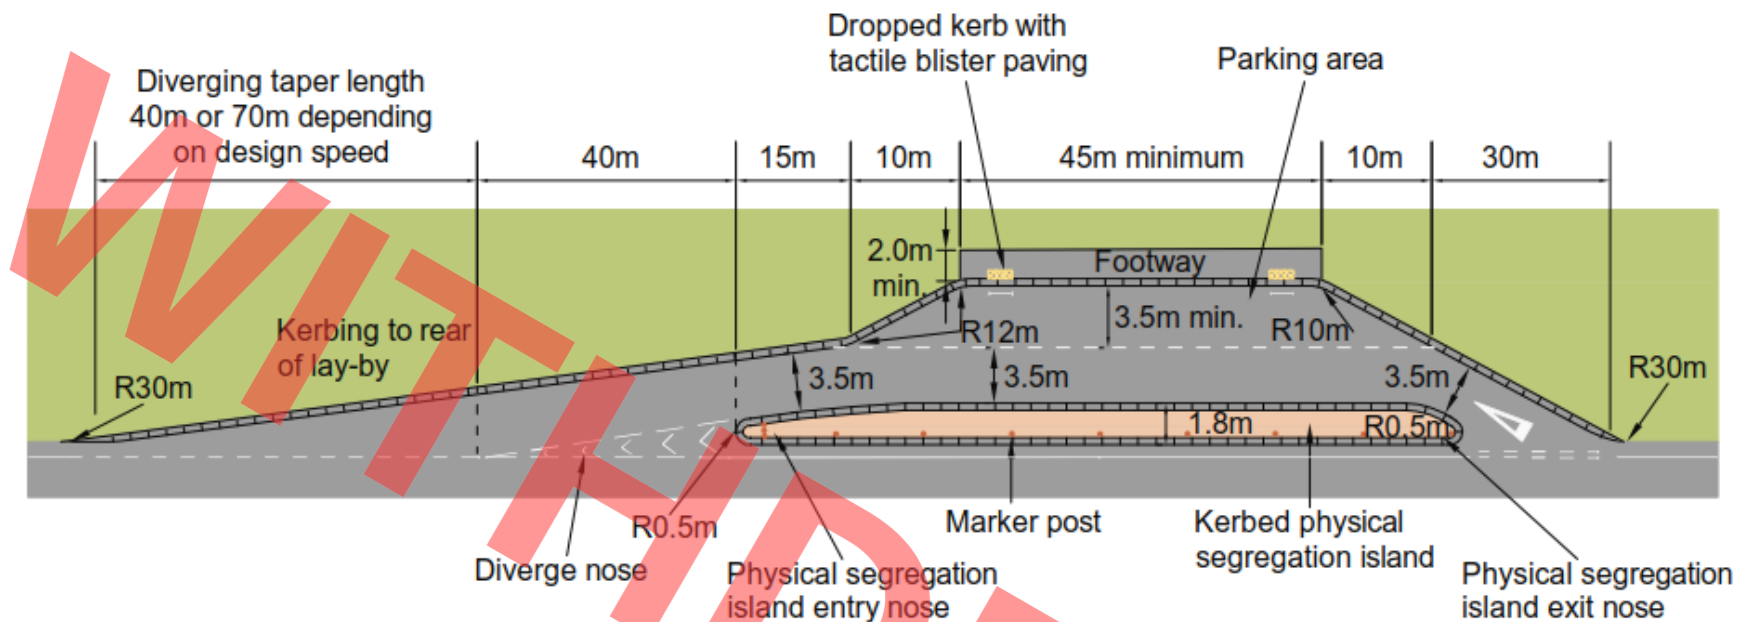 Dropped kerb with
tactile blister paving
Parking area
Diverging taper length
40m or 70m depending
on design speed
40m
15m
10m
45m minimum
10m
30m
2.0m
min.
Footway
Kerbing to rear
of lay-by
R30m
R12m
3.5m min.
R10m
3.5m
3.5m
3.5m
R30m
1.8m
R0.5m
R0.5m
Marker post
Kerbed physical
segregation island
Diverge nose
Physical segregation
island entry nose
Physical segregation
island exit nose
WITHD